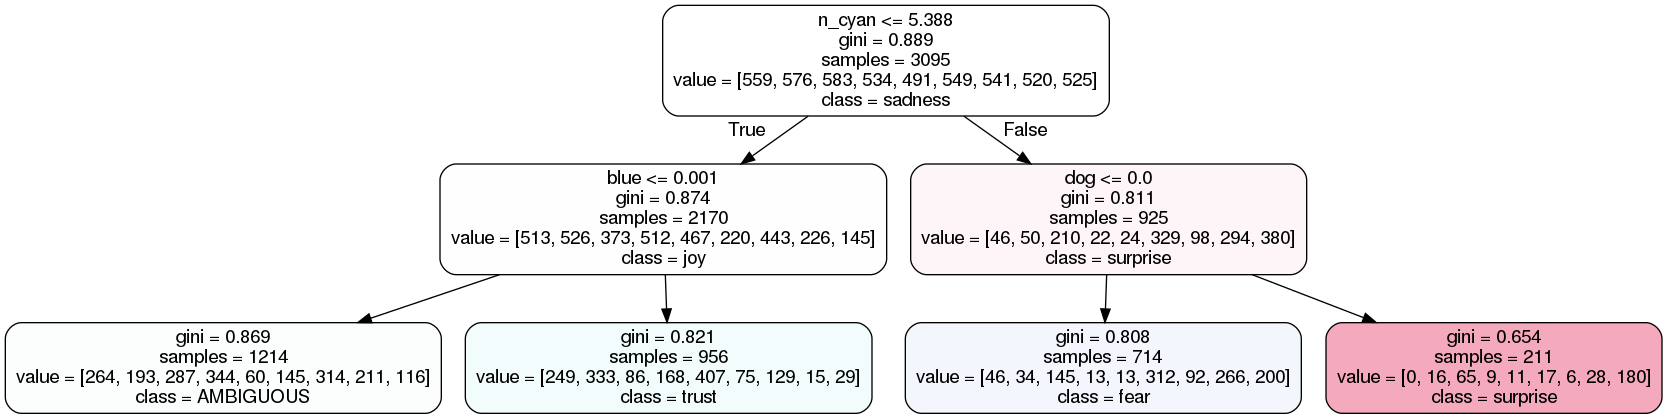 n_cyan <= 5.388
gini = 0.889
samples = 3095
value = [559, 576, 583, 534, 491, 549, 541, 520, 525]
class = sadness
True
False
blue <= 0.001
gini = 0.874
samples = 2170
value = [513, 526, 373, 512, 467, 220, 443, 226, 145]
class = joy
dog <= 0.0
gini = 0.811
samples = 925
value = [46, 50, 210, 22, 24, 329, 98, 294, 380]
class = surprise
gini = 0.869
samples = 1214
value = [264, 193, 287, 344, 60, 145, 314, 211, 116]
class = AMBIGUOUS
gini = 0.821
samples = 956
value = [249, 333, 86, 168, 407, 75, 129, 15, 29]
class = trust
gini = 0.808
samples = 714
value = [46, 34, 145, 13, 13, 312, 92, 266, 200]
class = fear
gini = 0.654
samples = 211
value = [0, 16, 65, 9, 11, 17, 6, 28, 180]
class = surprise